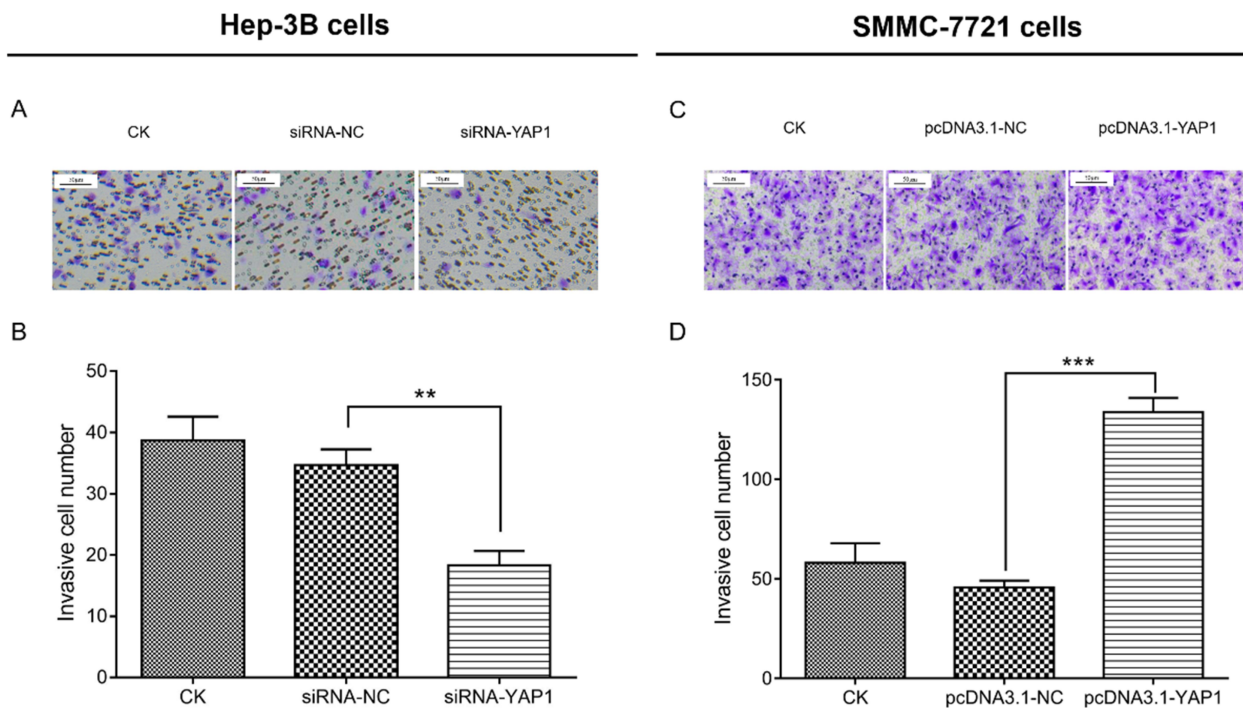 Hep-3B cells
SMMC-7721 cells
A
CK
siRNA-NC
siRNA-YAP1
C
CK
pcDNA3.1-NC
pcDNA3.1-YAP1
B
Invasive cell number
50
40
30
20
10
0
**
CK
siRNA-NC
siRNA-YAP1
D
Invasive cell number
150
100
50
0
***
CK
pcDNA3.1-NC
pcDNA3.1-YAP1